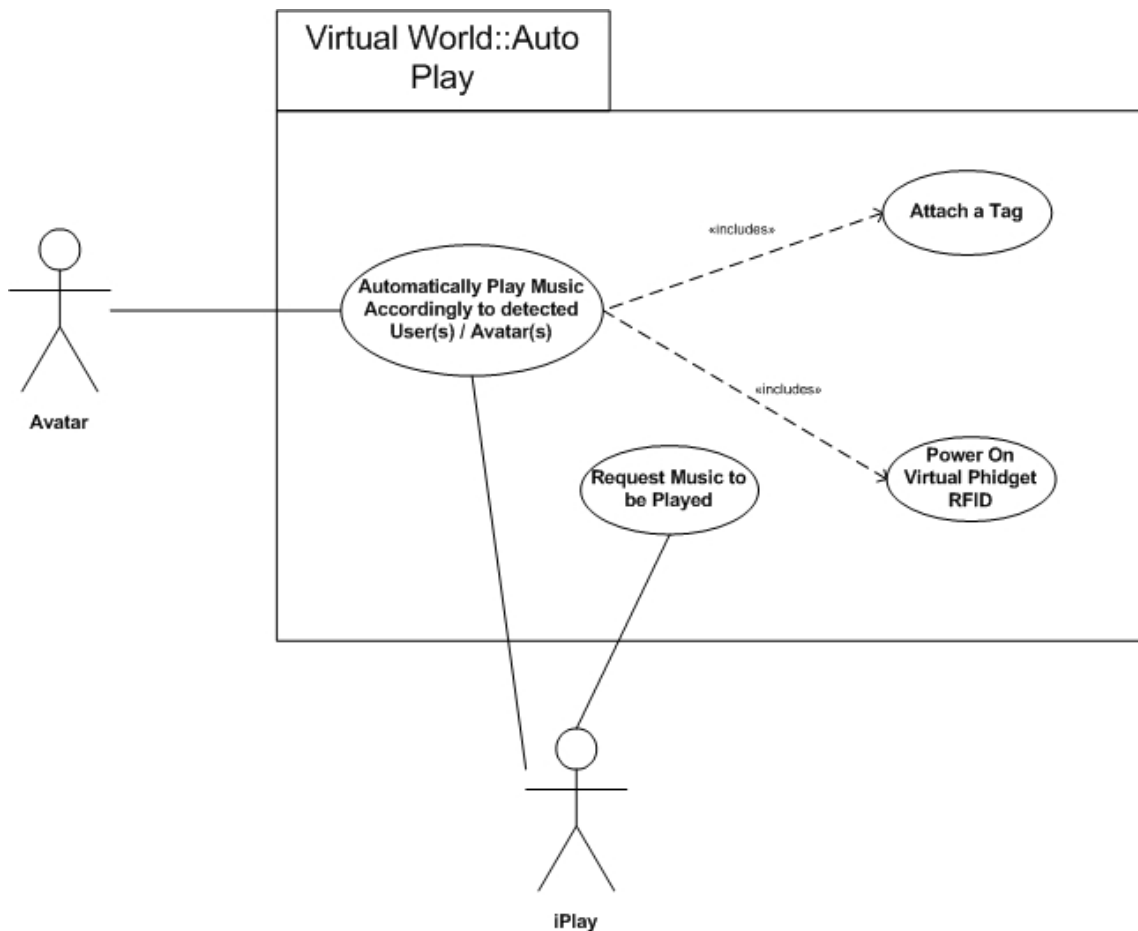 Virtual World::Auto
Play
Attach a Tag
«includes»
Automatically Play Music
Accordingly to detected
User(s) / Avatar(s)
«includes»
Avatar
Power On
Virtual Phidget
RFID
Request Music to
be Played
iPlay